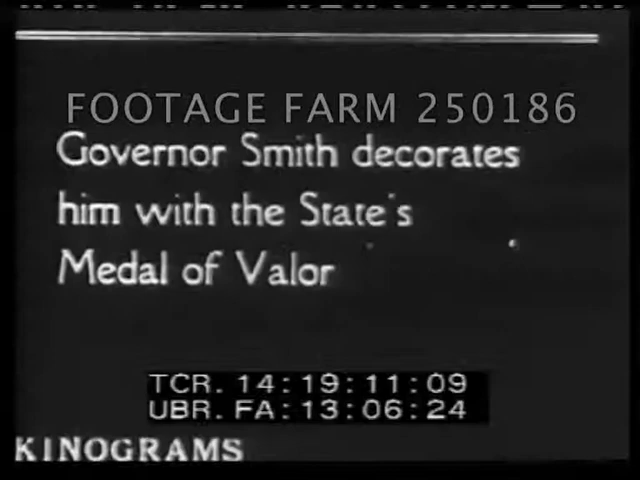 FOOTAGE FARM 250186
Governor Smith decorates
him with the State's
Medal of Valor
TCR. 14:19:11:09
UBR. FA:13:06:24
KINOGRAMS